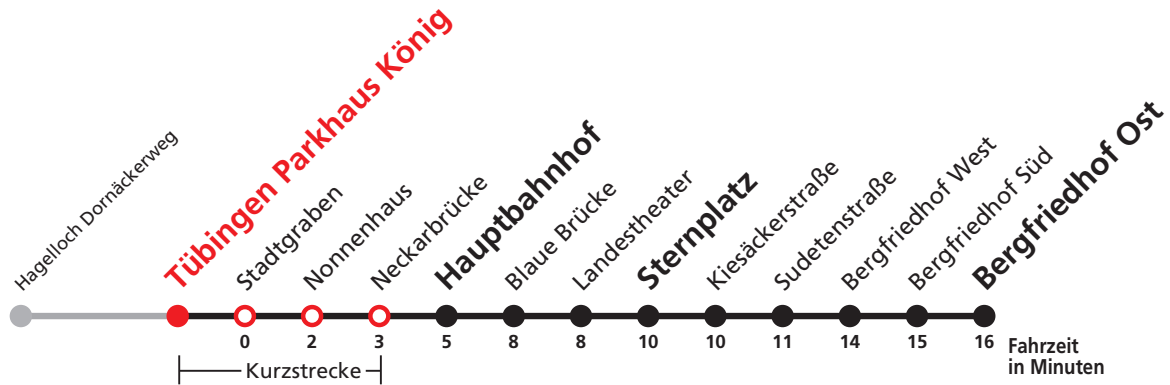 Hagelloch Dornäckerweg
Tübingen Parkhaus König
Stadtgraben
Nonnenhaus
Neckarbrücke
Hauptbahnhof
Blaue Brücke
Landestheater
Sternplatz
Kiesäckerstraße
Sudetenstraße
Bergfriedhof West
Bergfriedhof Süd
Bergfriedhof Ost
0 2 3 5 8 8 10 10 11 14 15 16
Fahrzeit
in Minuten
Kurzstrecke